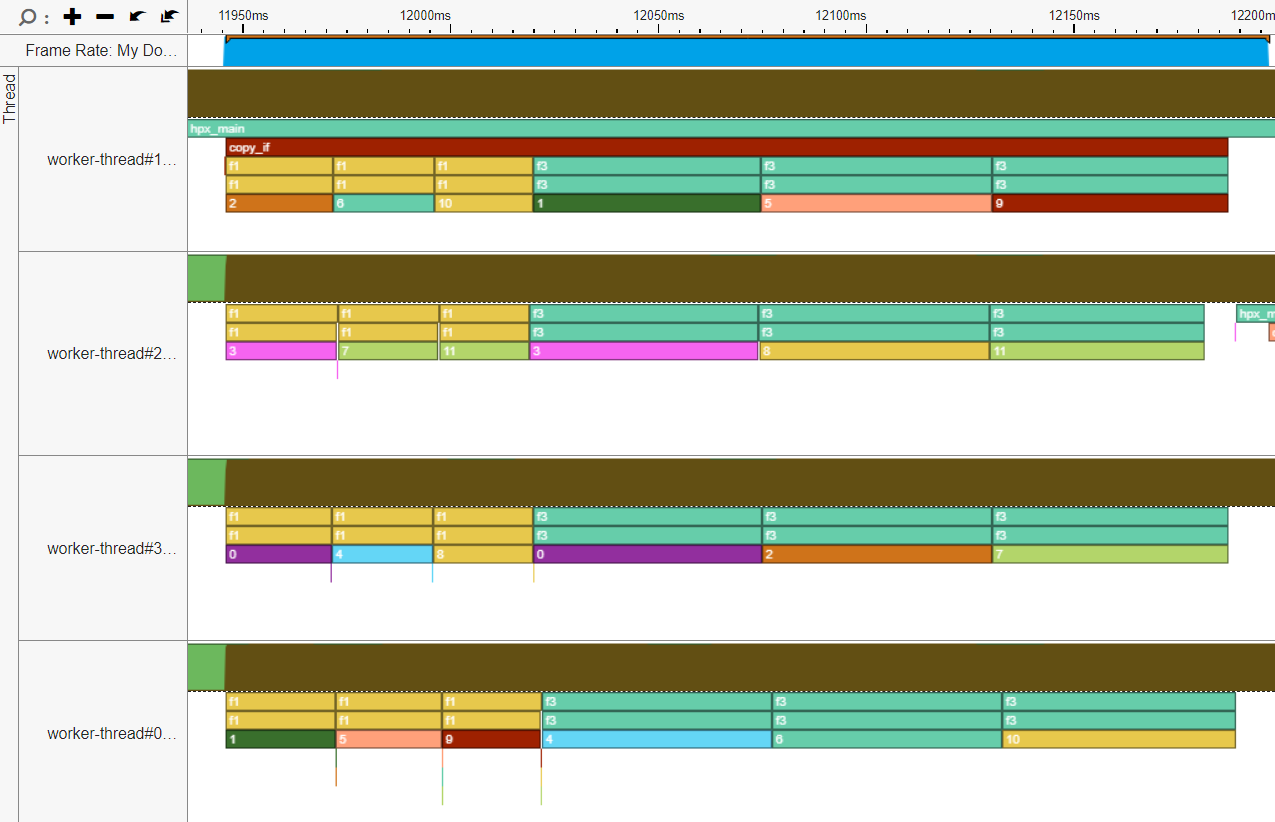 : 11950ms 12000ms 12050ms 12100ms 12150ms 12200m
Frame Rate: My Do...
Thread
hpx_main
worker-thread#1...
copy_if
f1 f1 f1 f3 f3 f3
f1 f1 f1 f3 f3 f3
2 6 10 1 5 9
worker-thread#2...
f1 f1 f1 f3 f3 f3 hpx_m
f1 f1 f1 f3 f3 f3
3 7 11 3 8 11
worker-thread#3...
f1 f1 f1 f3 f3 f3
f1 f1 f1 f3 f3 f3
0 4 8 0 2 7
worker-thread#0...
f1 f1 f1 f3 f3 f3
f1 f1 f1 f3 f3 f3
1 5 9 4 6 10